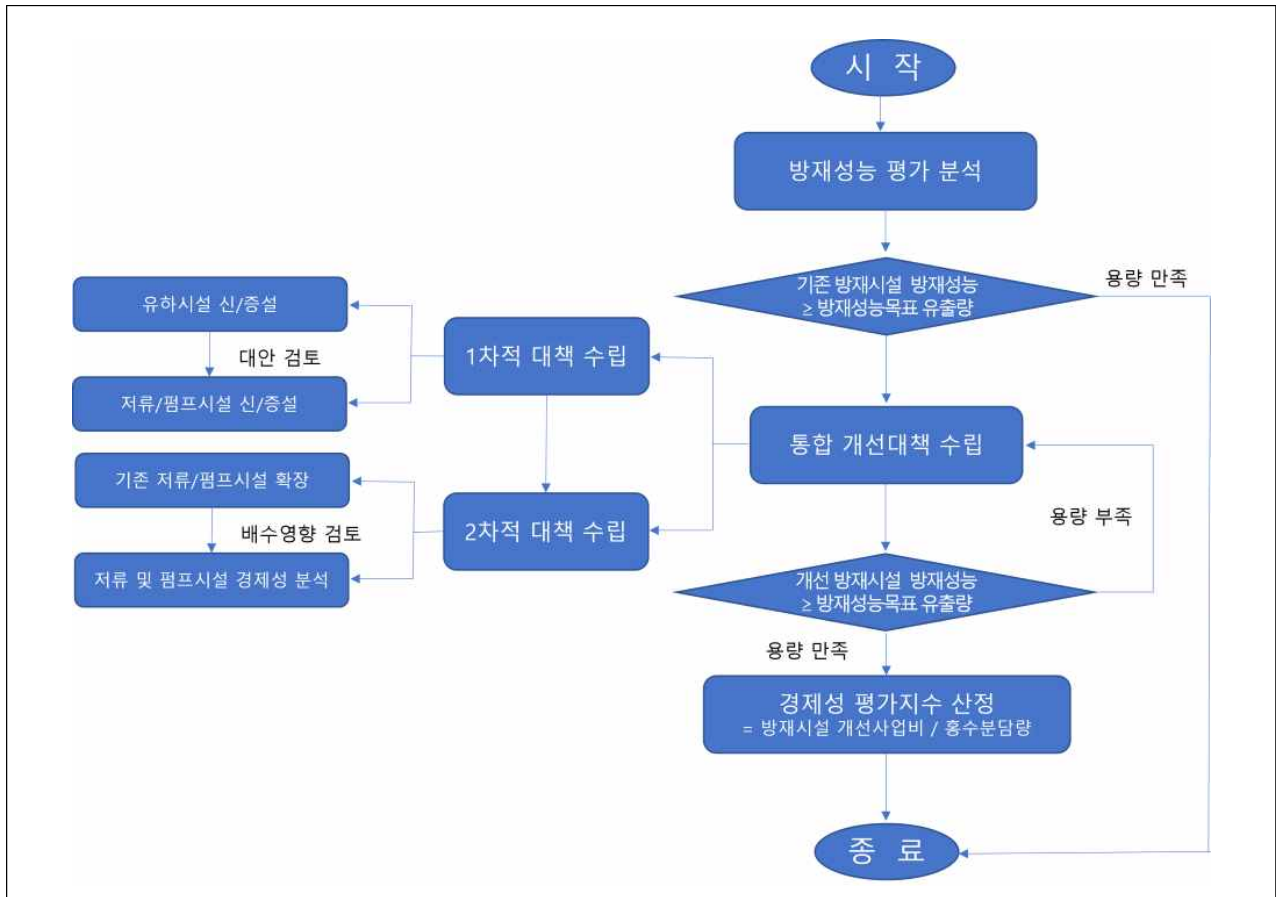 시 작
방재성능 평가 분석
기존 방재시설 방재성능
≥ 방재성능목표 유출량
용량 만족
유하시설 신/증설
대안 검토
저류/펌프시설 신/증설
1차적 대책 수립
통합 개선대책 수립
기존 저류/펌프시설 확장
배수영향 검토
저류 및 펌프시설 경제성 분석
2차적 대책 수립
용량 부족
개선 방재시설 방재성능
≥ 방재성능목표 유출량
용량 만족
경제성 평가지수 산정
= 방재시설 개선사업비 / 홍수분담량
종 료